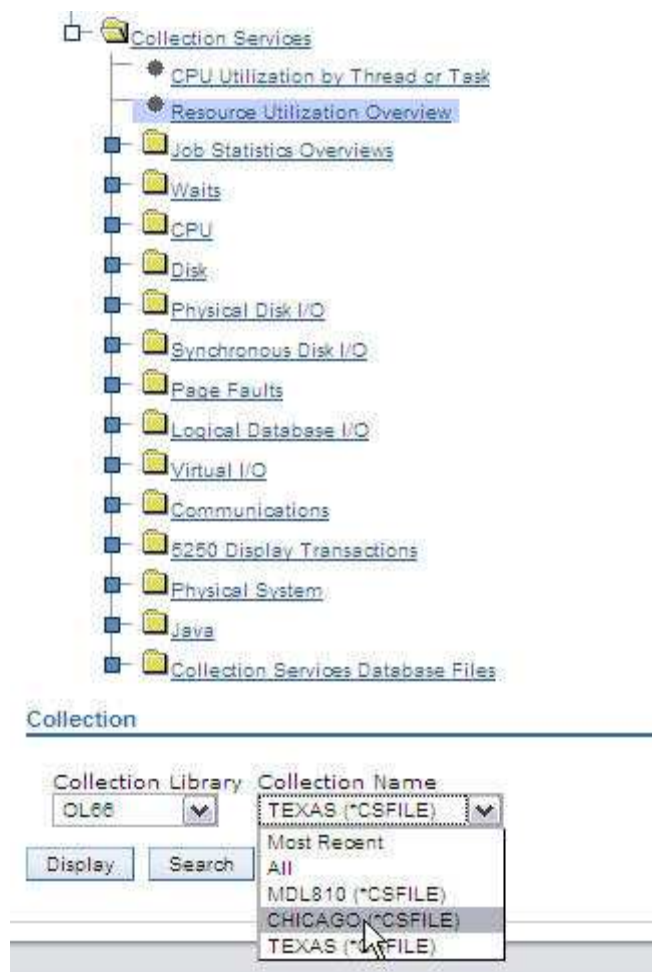 Collection Services
CPU Utilization by Thread or Task
Resource Utilization Overview
Job Statistics Overviews
Waits
CPU
Disk
Physical Disk I/O
Synchronous Disk I/O
Page Faults
Logical Database I/O
Virtual I/O
Communications
5250 Display Transactions
Physical System
Java
Collection Services Database Files
Collection
Collection Library Collection Name
OL66 TEXAS (*CSFILE)
Most Recent
Display Search All
MDL810 (*CSFILE)
CHICAGO (*CSFILE)
TEXAS (*CSFILE)